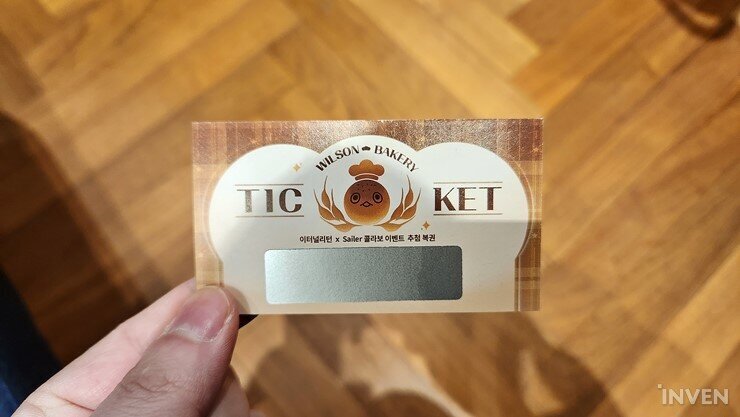 WILSON BAKERY
TIC KET
이터널리턴 x Sailer 콜라보 이벤트 추첨 복권
INVEN